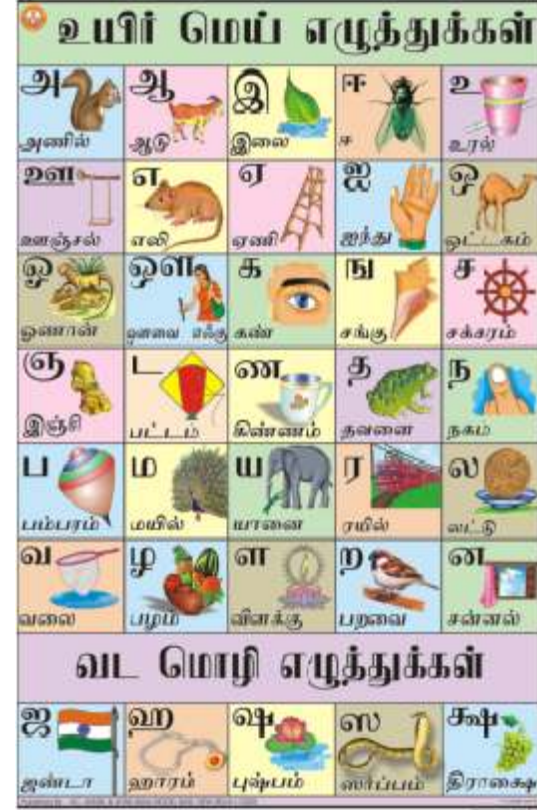 உயிர் மெய் எழுத்துக்கள்
அ ஆ இ ஈ உ
அணில் ஆடு இலை ஈ உரல்
ஊ எ ஏ ஐ ஒ
ஊஞ்சல் எலி ஏணி ஐந்து ஒட்டகம்
ஓ ஔ க ங ச
ஓணான் ஔவை கண் சங்கு சக்கரம்
ஞ ட ண த ந
இஞ்சி பட்டம் கிண்ணம் தவளை நகம்
ப ம ய ர ல
பம்பரம் மயில் யானை ரயில் லட்டு
வ ழ ள ற ன
வலை பழம் விளக்கு பறவை சன்னல்
வட மொழி எழுத்துக்கள்
ஜ ஹ ஷ ஸ க்ஷ
ஜண்டா ஹாரம் புஷ்பம் ஸர்ப்பம் திராக்ஷை